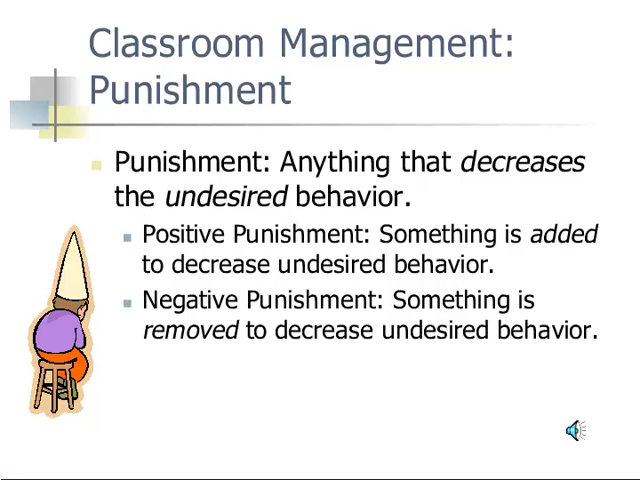 Classroom Management:
Punishment
Punishment: Anything that decreases
the undesired behavior.
Positive Punishment: Something is added
to decrease undesired behavior.
Negative Punishment: Something is
removed to decrease undesired behavior.